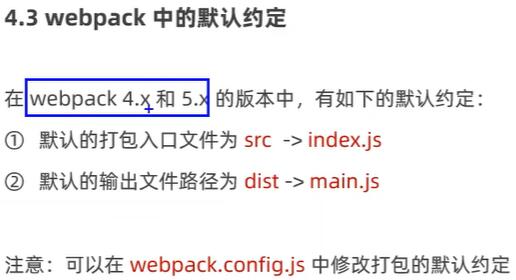 4.3 webpack 中的默认约定
在 webpack 4.x 和 5.x 的版本中，有如下的默认约定：
① 默认的打包入口文件为 src -> index.js
② 默认的输出文件路径为 dist -> main.js
注意：可以在 webpack.config.js 中修改打包的默认约定